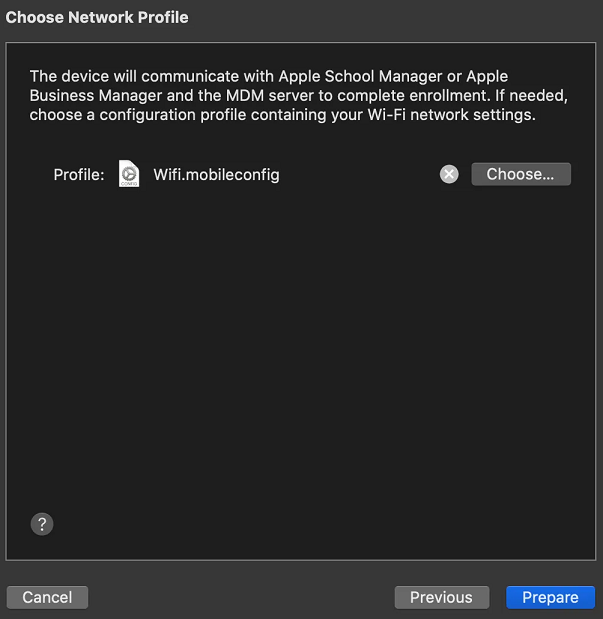 Choose Network Profile
The device will communicate with Apple School Manager or Apple
Business Manager and the MDM server to complete enrollment. If needed,
choose a configuration profile containing your Wi-Fi network settings.
Profile: CONFIG Wifi.mobileconfig Choose...
?
Cancel Previous Prepare